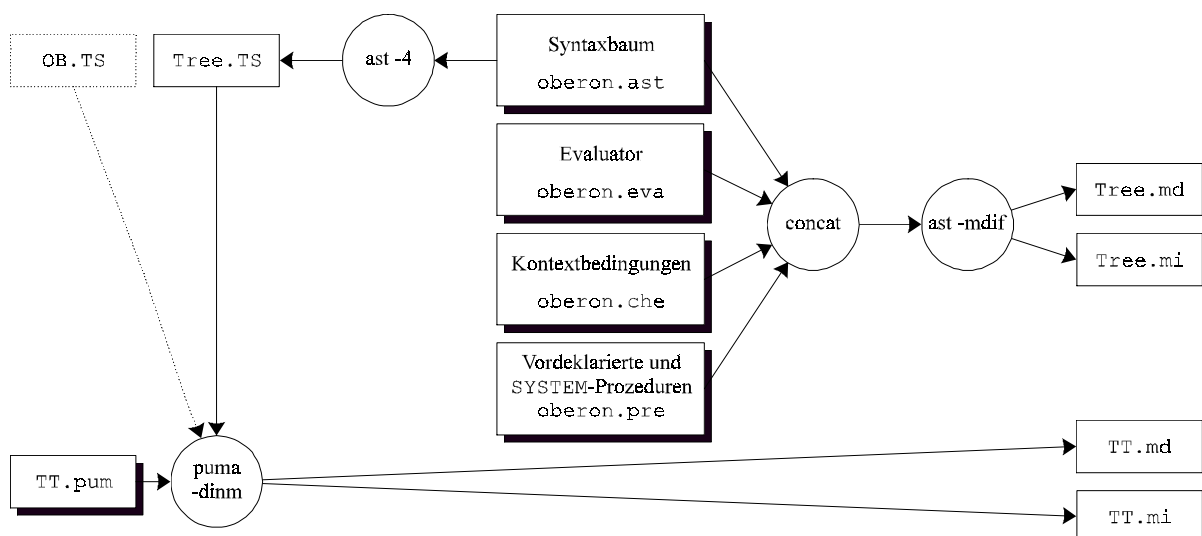 OB.TS
Tree.TS
ast -4
Syntaxbaum
oberon.ast
Evaluator
oberon.eva
Kontextbedingungen
oberon.che
Vordeklarierte und
SYSTEM-Prozeduren
oberon.pre
concat
ast -mdif
Tree.md
Tree.mi
TT.pum
puma
-dinm
TT.md
TT.mi